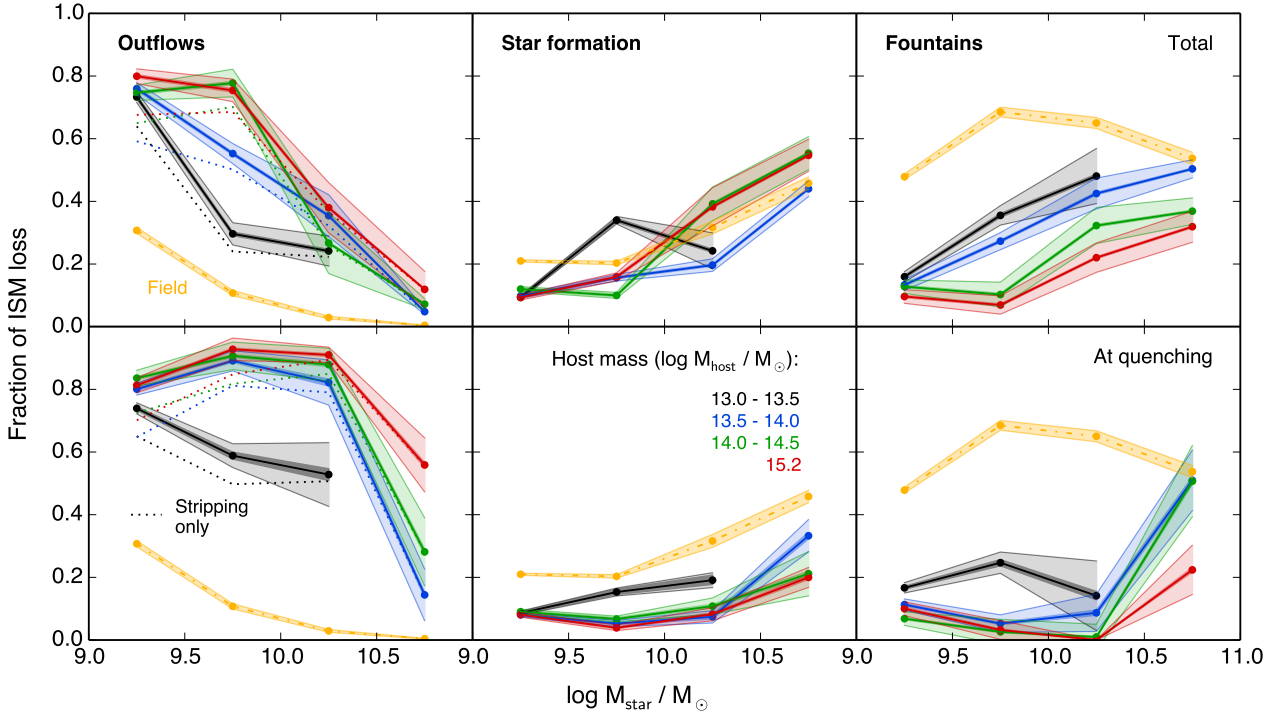 Outflows
Star formation
Fountains
Total
1.0
0.8
0.6
0.4
0.2
0.0
Field
Fraction of ISM loss
Host mass (log M_host / M_☉):
13.0 - 13.5
13.5 - 14.0
14.0 - 14.5
15.2
At quenching
Stripping
only
0.8
0.6
0.4
0.2
0.0
9.0 9.5 10.0 10.5 9.0 9.5 10.0 10.5 9.0 9.5 10.0 10.5 11.0
log M_star / M_☉